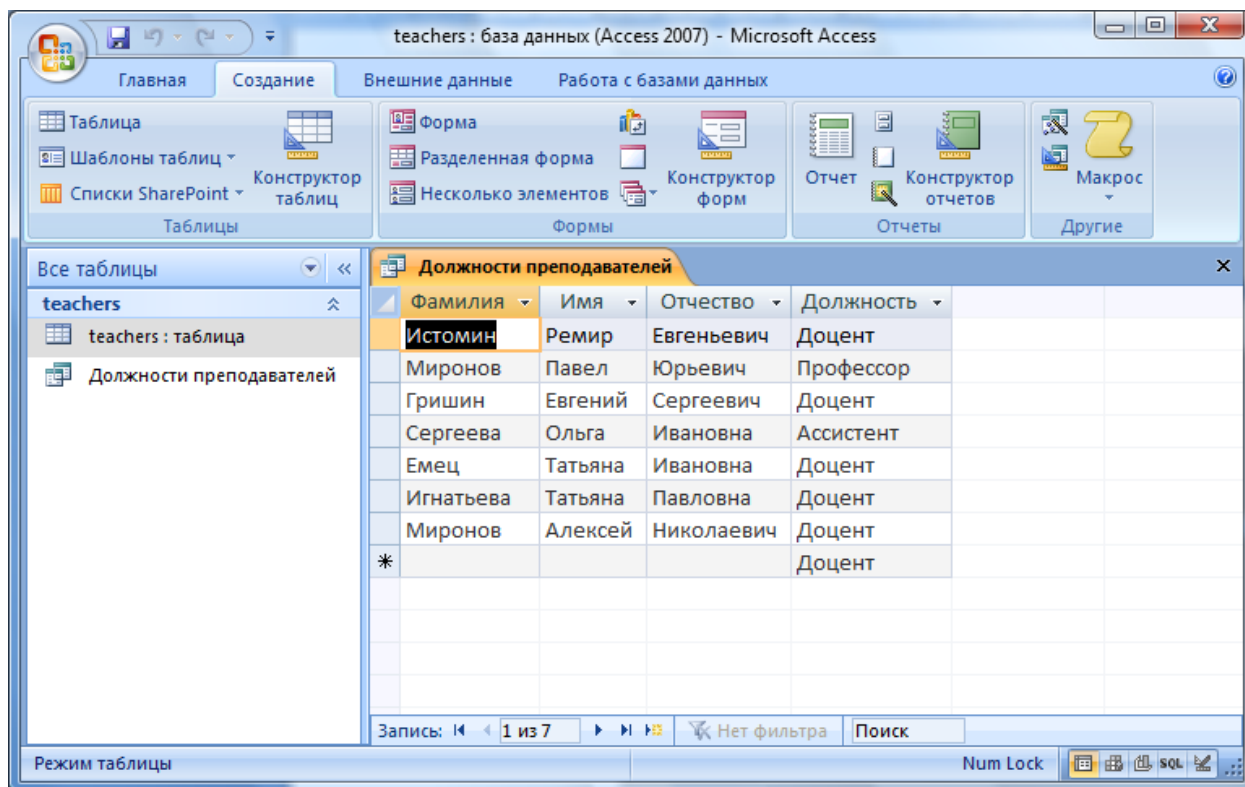 teachers : база данных (Access 2007) - Microsoft Access
Главная Создание Внешние данные Работа с базами данных
Таблица
Шаблоны таблиц
Списки SharePoint
Конструктор таблиц
Таблицы
Форма
Разделенная форма
Несколько элементов
Конструктор форм
Формы
Отчет
Конструктор отчетов
Отчеты
Макрос
Другие
Все таблицы
teachers
teachers : таблица
Должности преподавателей
Должности преподавателей
Фамилия Имя Отчество Должность
Истомин Ремир Евгеньевич Доцент
Миронов Павел Юрьевич Профессор
Гришин Евгений Сергеевич Доцент
Сергеева Ольга Ивановна Ассистент
Емец Татьяна Ивановна Доцент
Игнатьева Татьяна Павловна Доцент
Миронов Алексей Николаевич Доцент
Доцент
Запись: 1 из 7 Нет фильтра Поиск
Режим таблицы Num Lock SQL